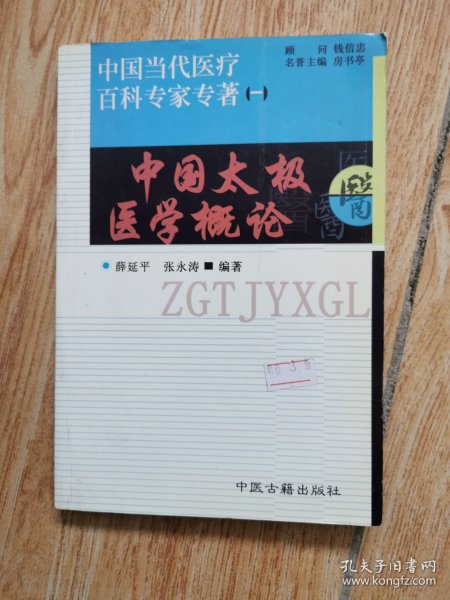 中国当代医疗
百科专家专著(一)
顾 问 钱信忠
名誉主编 房书亭
中国太极
医学概论
醫
醫
薛延平 张永涛 ■ 编著
ZGTJYXGL
中医古籍出版社
孔夫子旧书网
www.kongfz.com